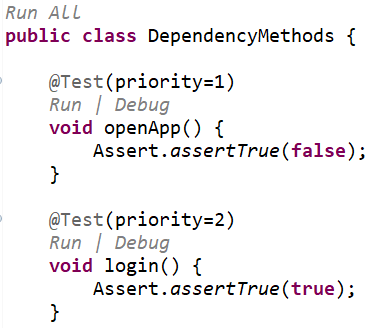 Run All
public class DependencyMethods {
@Test(priority=1)
Run | Debug
void openApp() {
Assert.assertTrue(false);
}
@Test(priority=2)
Run | Debug
void login() {
Assert.assertTrue(true);
}